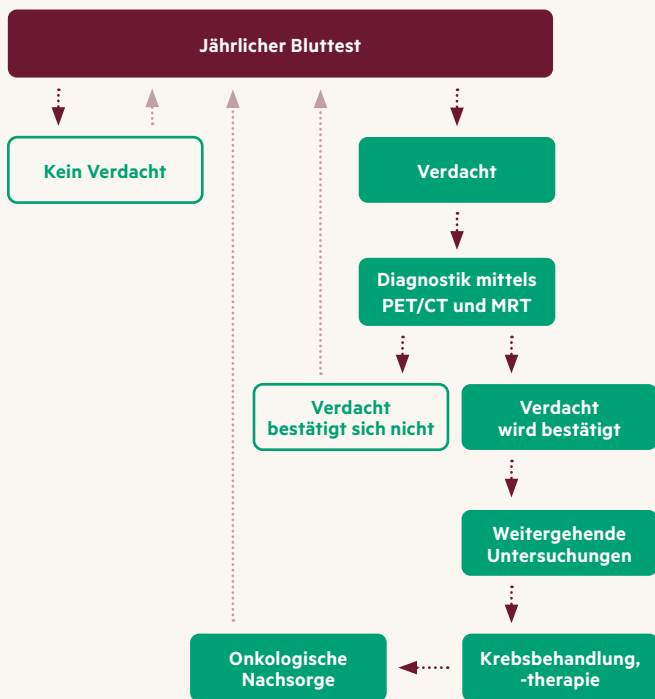 Jährlicher Bluttest
Kein Verdacht
Verdacht
Diagnostik mittels
PET/CT und MRT
Verdacht
bestätigt sich nicht
Verdacht
wird bestätigt
Weitergehende
Untersuchungen
Onkologische
Nachsorge
Krebsbehandlung,
-therapie